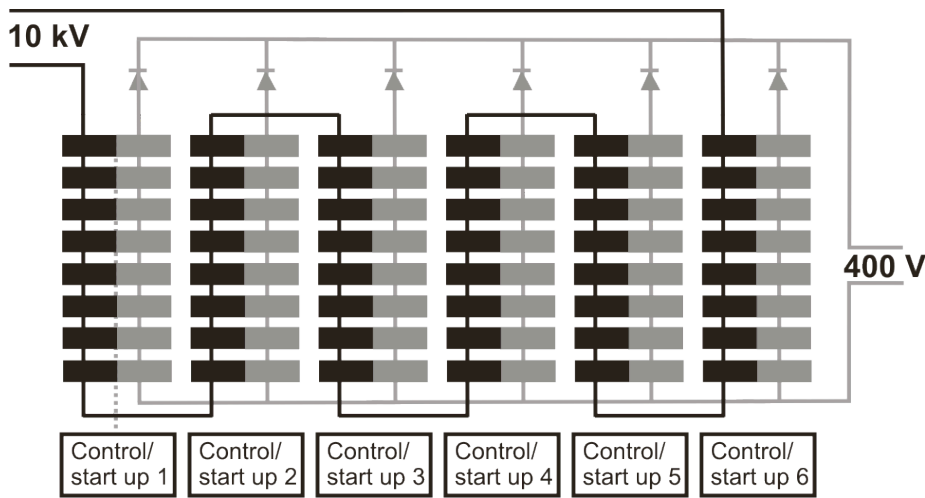 10 kV
400 V
Control/
start up 1
Control/
start up 2
Control/
start up 3
Control/
start up 4
Control/
start up 5
Control/
start up 6